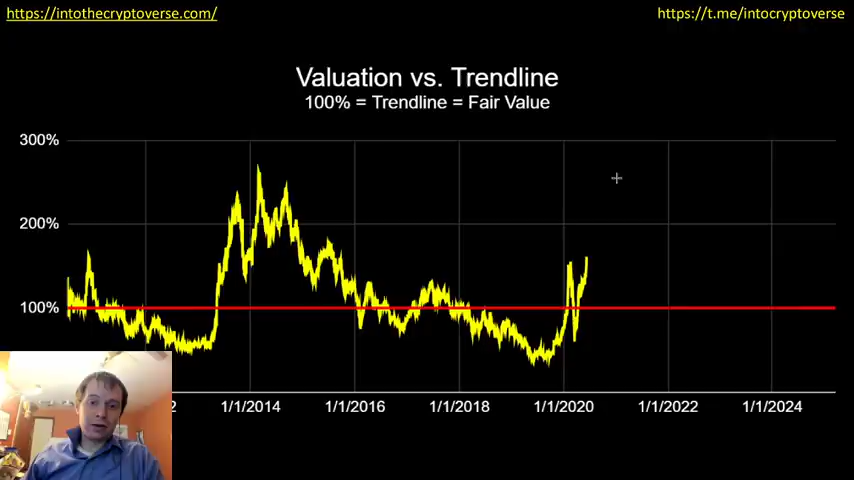 https://intothecryptoverse.com/
https://t.me/intocryptoverse
Valuation vs. Trendline
100% = Trendline = Fair Value
300%
200%
100%
2 1/1/2014 1/1/2016 1/1/2018 1/1/2020 1/1/2022 1/1/2024